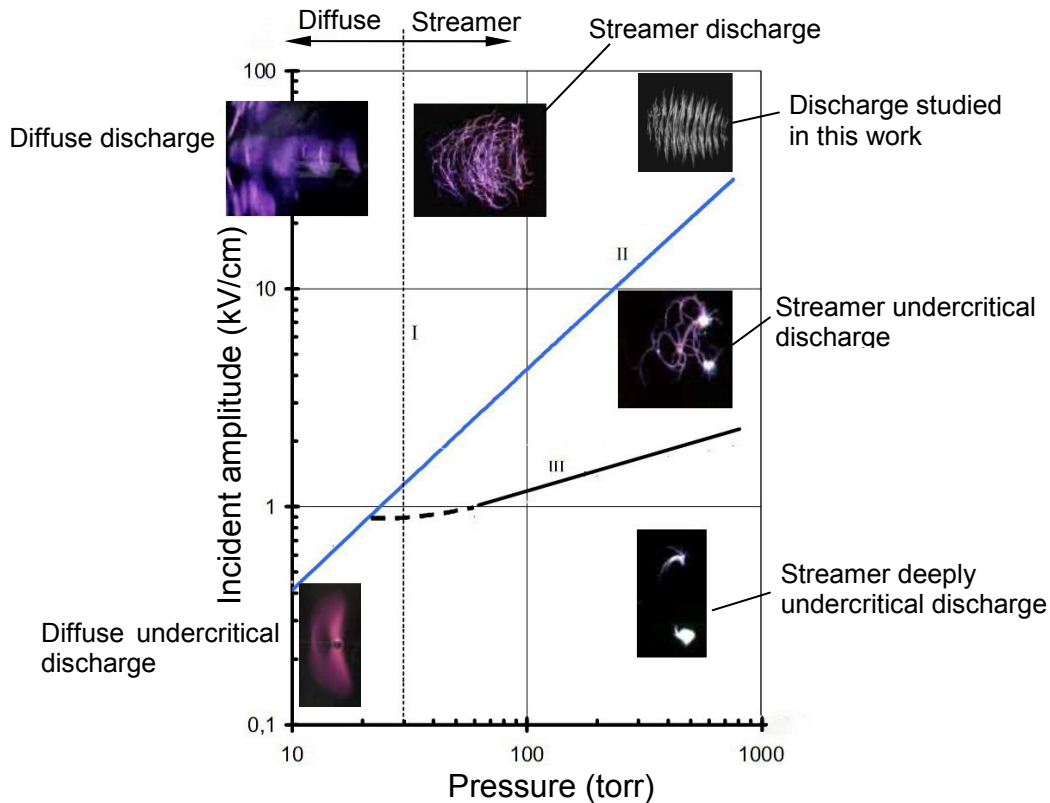 Diffuse
Streamer
Streamer discharge
100
Diffuse discharge
Discharge studied
in this work
II
10
I
Streamer undercritical
discharge
Incident amplitude (kV/cm)
III
1
Streamer deeply
undercritical discharge
Diffuse undercritical
discharge
0,1
10
100
1000
Pressure (torr)